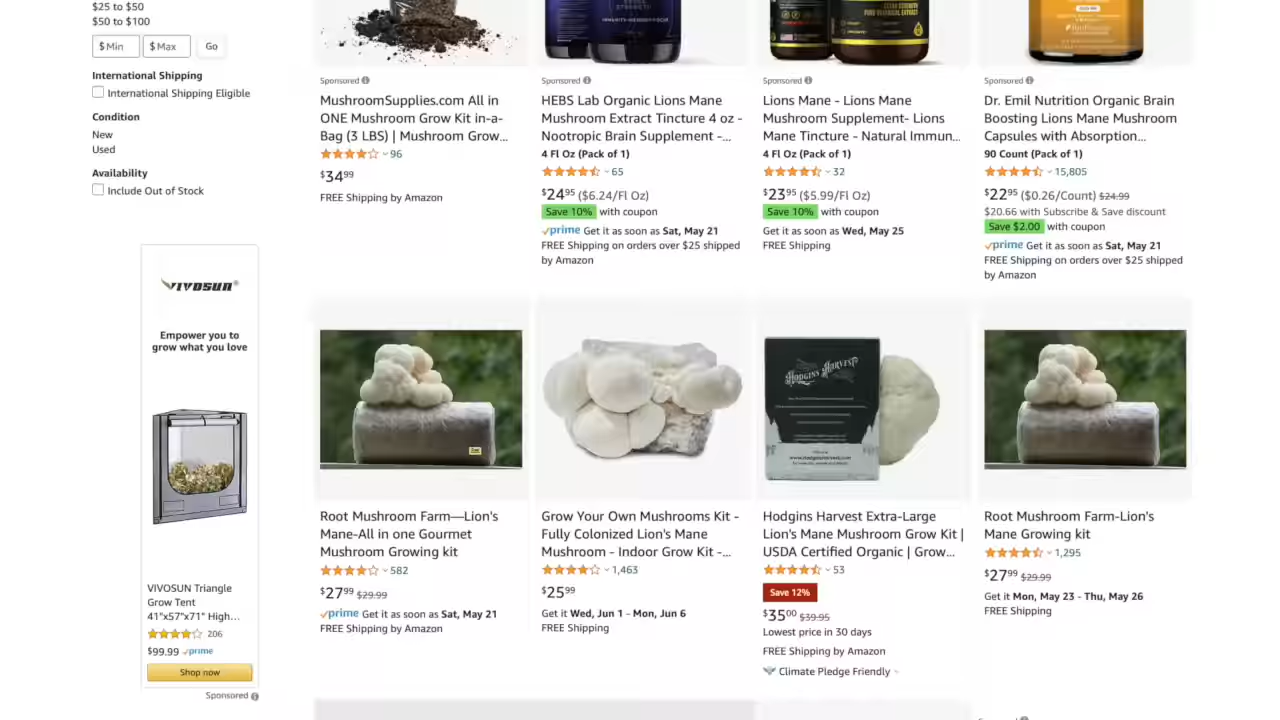 $25 to $50
$50 to $100
$ Min $ Max Go
International Shipping
International Shipping Eligible
Condition
New
Used
Availability
Include Out of Stock
VIVOSUN®
Empower you to
grow what you love
VIVOSUN Triangle
Grow Tent
41"x57"x71" High...
206
$99.99 prime
Shop now
Sponsored
Sponsored
MushroomSupplies.com All in
ONE Mushroom Grow Kit in-a-
Bag (3 LBS) | Mushroom Grow...
96
$34.99
FREE Shipping by Amazon
IMMUNITY+MEMORY+FOCUS
Sponsored
HEBS Lab Organic Lions Mane
Mushroom Extract Tincture 4 oz -
Nootropic Brain Supplement -...
4 Fl Oz (Pack of 1)
65
$24.95 ($6.24/Fl Oz)
Save 10% with coupon
prime Get it as soon as Sat, May 21
FREE Shipping on orders over $25 shipped
by Amazon
Sponsored
Lions Mane - Lions Mane
Mushroom Supplement- Lions
Mane Tincture - Natural Immun...
4 Fl Oz (Pack of 1)
32
$23.95 ($5.99/Fl Oz)
Save 10% with coupon
Get it as soon as Wed, May 25
FREE Shipping
Sponsored
Dr. Emil Nutrition Organic Brain
Boosting Lions Mane Mushroom
Capsules with Absorption...
90 Count (Pack of 1)
15,805
$22.95 ($0.26/Count) $24.99
$20.66 with Subscribe & Save discount
Save $2.00 with coupon
prime Get it as soon as Sat, May 21
FREE Shipping on orders over $25 shipped
by Amazon
Root Mushroom Farm—Lion's
Mane-All in one Gourmet
Mushroom Growing kit
582
$27.99 $29.99
prime Get it as soon as Sat, May 21
FREE Shipping by Amazon
Grow Your Own Mushrooms Kit -
Fully Colonized Lion's Mane
Mushroom - Indoor Grow Kit -...
1,463
$25.99
Get it Wed, Jun 1 - Mon, Jun 6
FREE Shipping
HODGINS HARVEST
Hodgins Harvest Extra-Large
Lion's Mane Mushroom Grow Kit |
USDA Certified Organic | Grow...
53
Save 12%
$35.00 $39.95
Lowest price in 30 days
FREE Shipping by Amazon
Climate Pledge Friendly
Root Mushroom Farm-Lion's
Mane Growing kit
1,295
$27.99 $29.99
Get it Mon, May 23 - Thu, May 26
FREE Shipping